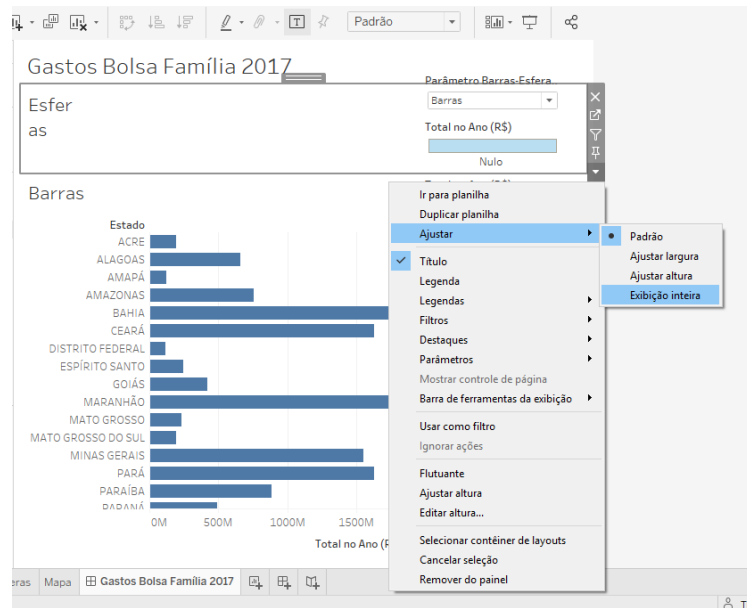 Padrão
Gastos Bolsa Família 2017
Parâmetro Barras-Esfera..
Barras
Esfer
as
Total no Ano (R$)
Nulo
Barras
Estado
ACRE
ALAGOAS
AMAPÁ
AMAZONAS
BAHIA
CEARÁ
DISTRITO FEDERAL
ESPÍRITO SANTO
GOIÁS
MARANHÃO
MATO GROSSO
MATO GROSSO DO SUL
MINAS GERAIS
PARÁ
PARAÍBA
PARANÁ
0M 500M 1000M 1500M
Total no Ano (R
Ir para planilha
Duplicar planilha
Ajustar
Título
Legenda
Legendas
Filtros
Destaques
Parâmetros
Mostrar controle de página
Barra de ferramentas da exibição
Usar como filtro
Ignorar ações
Flutuante
Ajustar altura
Editar altura...
Selecionar contêiner de layouts
Cancelar seleção
Remover do painel
Padrão
Ajustar largura
Ajustar altura
Exibição inteira
eras Mapa Gastos Bolsa Família 2017
T